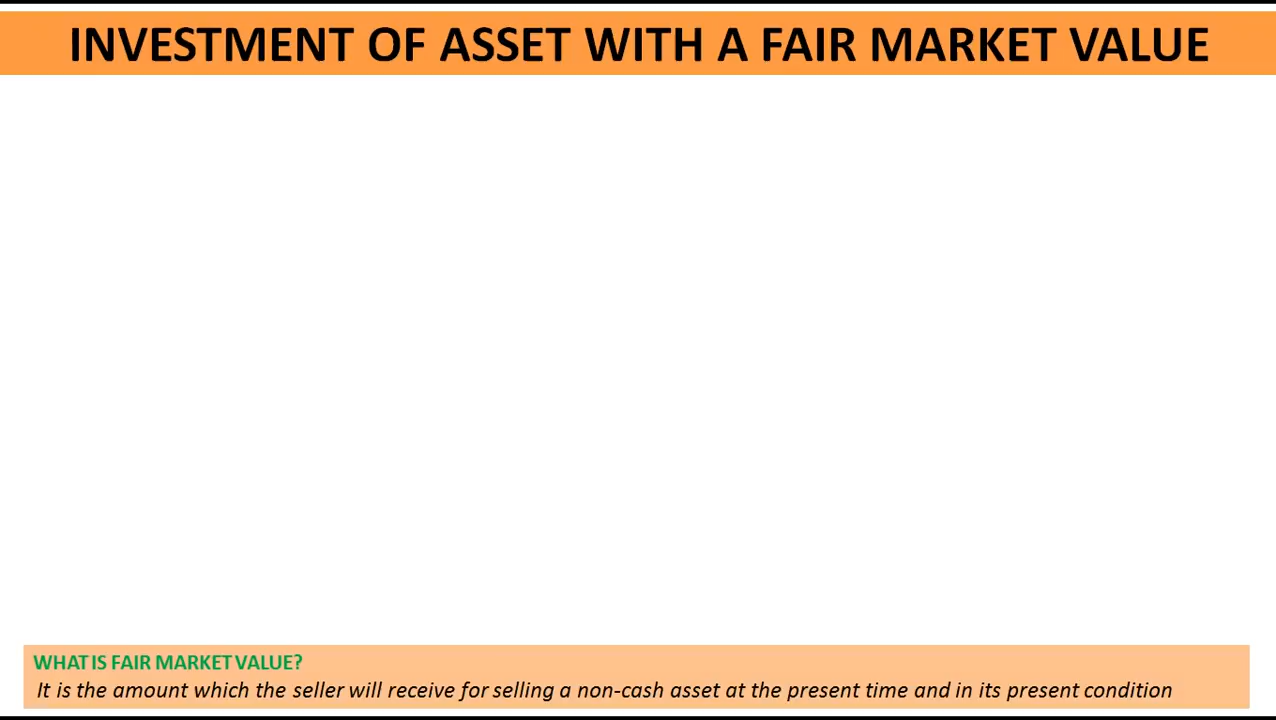 INVESTMENT OF ASSET WITH A FAIR MARKET VALUE
WHAT IS FAIR MARKET VALUE?
It is the amount which the seller will receive for selling a non-cash asset at the present time and in its present condition